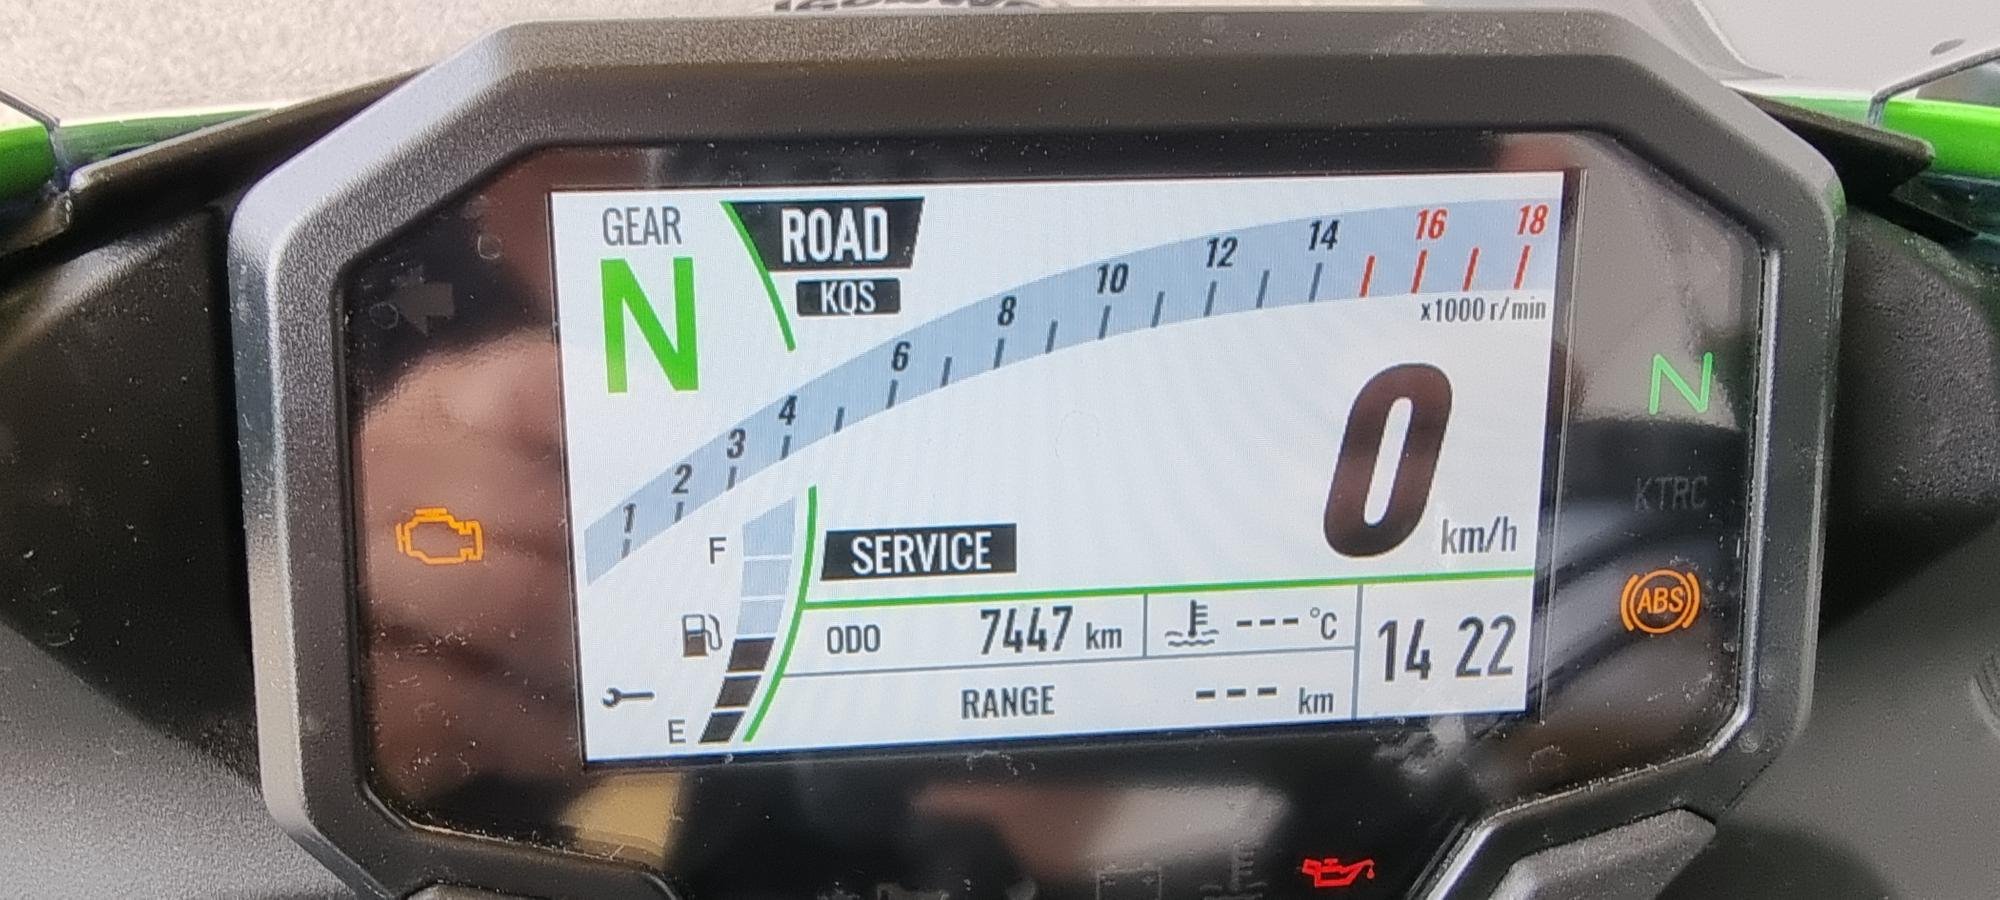 GEAR
N
ROAD
KQS
1 2 3 4 6 8 10 12 14 16 18
x1000 r/min
N
0 km/h
KTRC
F
SERVICE
ABS
ODO 7447 km
--- °C
14 22
RANGE --- km
E